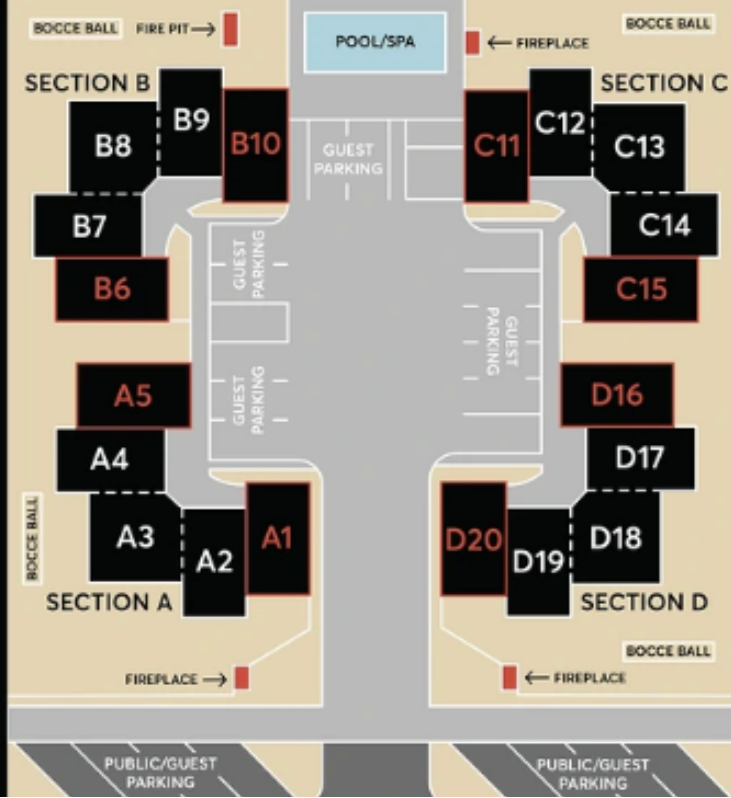 BOCCE BALL
FIRE PIT
POOL/SPA
FIREPLACE
BOCCE BALL
SECTION B
SECTION C
B8
B9
B10
GUEST
PARKING
C11
C12
C13
B7
C14
B6
GUEST
PARKING
C15
GUEST
PARKING
A5
GUEST
PARKING
D16
A4
D17
BOCCE BALL
A3
A2
A1
D20
D19
D18
SECTION A
SECTION D
BOCCE BALL
FIREPLACE
FIREPLACE
PUBLIC/GUEST
PARKING
PUBLIC/GUEST
PARKING